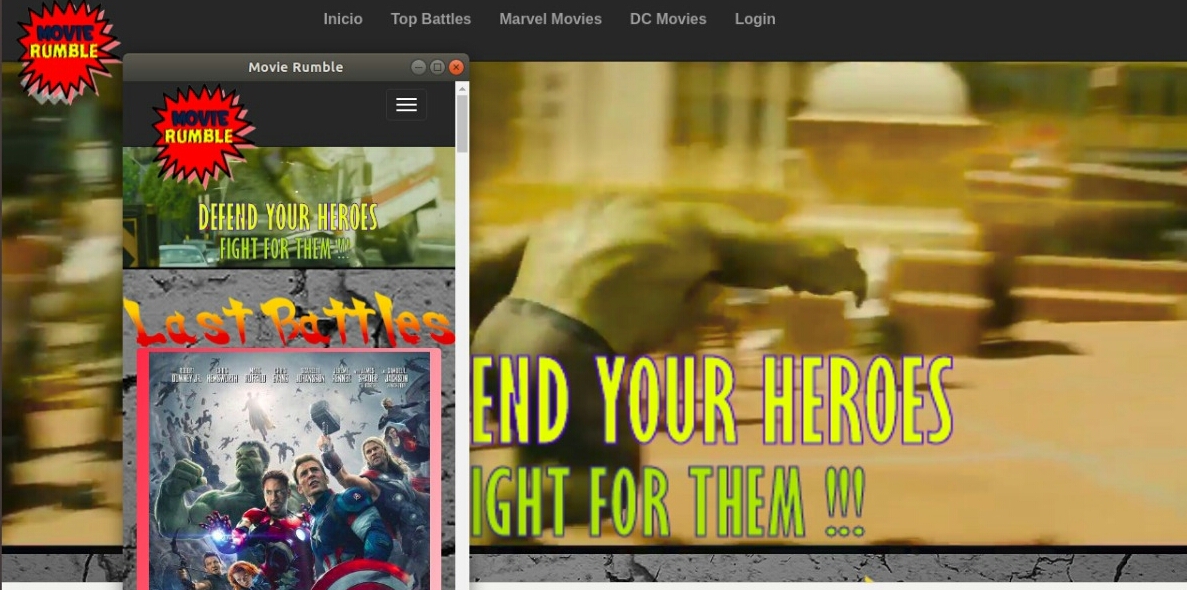 Inicio Top Battles Marvel Movies DC Movies Login
MOVIE
RUMBLE
Movie Rumble
MOVIE
RUMBLE
DEFEND YOUR HEROES
FIGHT FOR THEM !!!
Last Battles
END YOUR HEROES
IGHT FOR THEM !!!